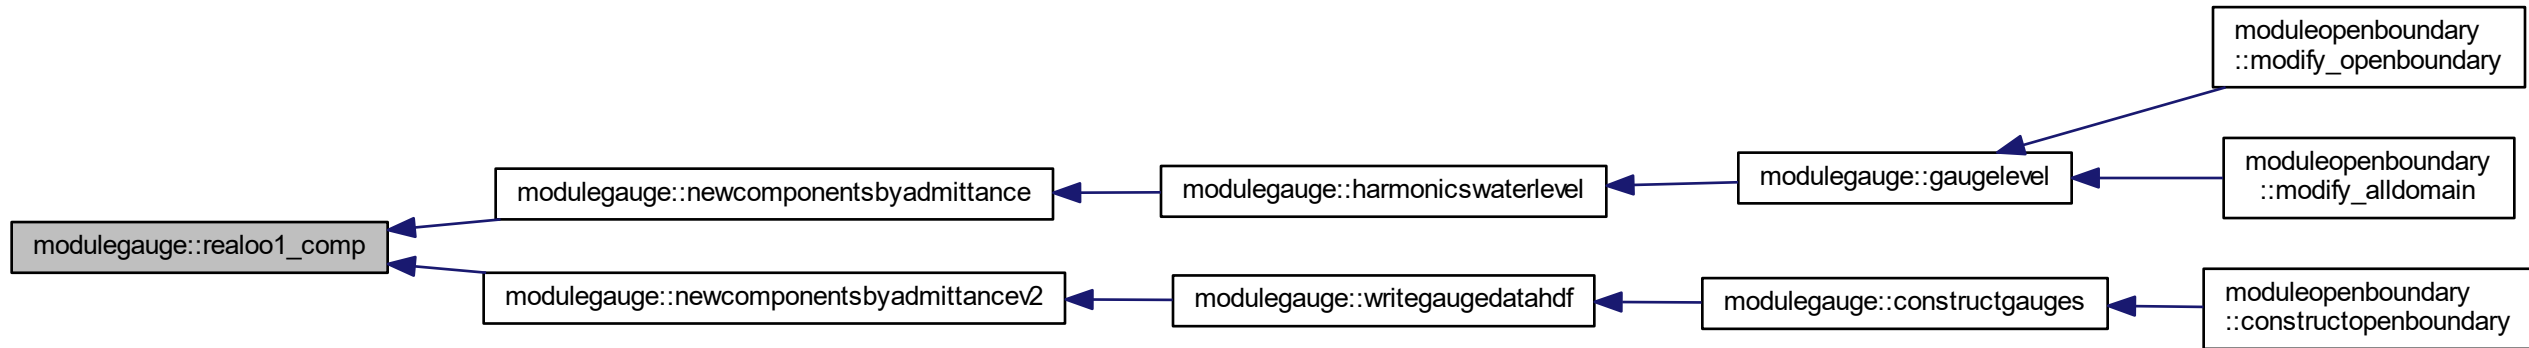 moduleopenboundary
::modify_openboundary
modulegauge::newcomponentsbyadmittance
modulegauge::harmonicswaterlevel
modulegauge::gaugelevel
moduleopenboundary
::modify_alldomain
modulegauge::realoo1_comp
modulegauge::newcomponentsbyadmittancev2
modulegauge::writegaugedatahdf
modulegauge::constructgauges
moduleopenboundary
::constructopenboundary